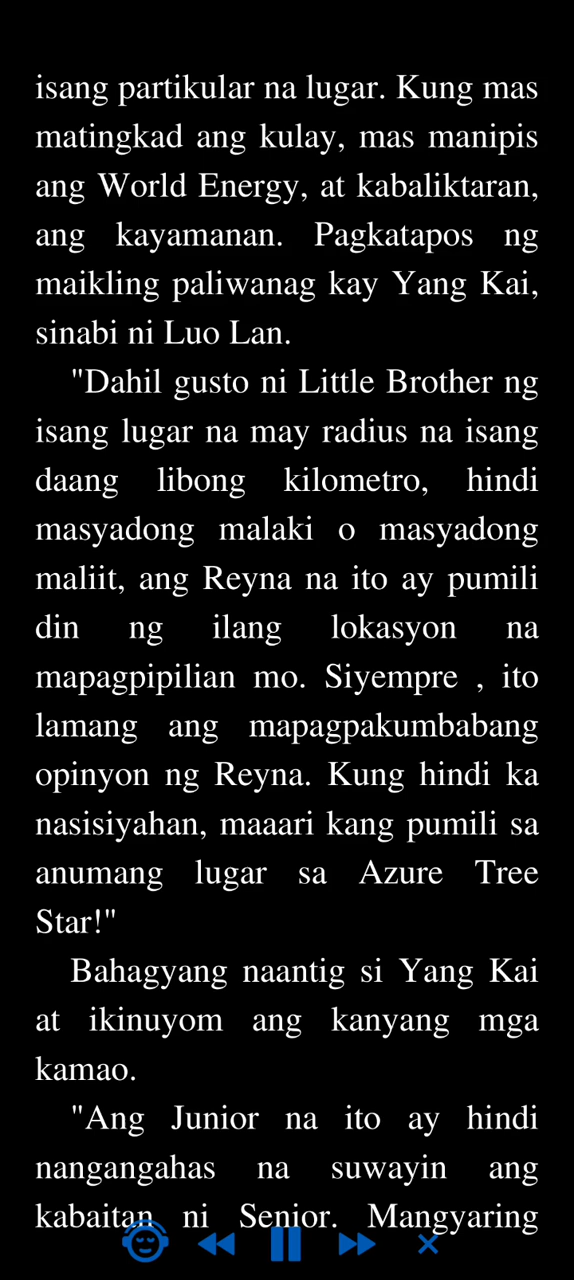 isang partikular na lugar. Kung mas
matingkad ang kulay, mas manipis
ang World Energy, at kabaliktaran,
ang kayamanan. Pagkatapos ng
maikling paliwanag kay Yang Kai,
sinabi ni Luo Lan.
"Dahil gusto ni Little Brother ng
isang lugar na may radius na isang
daang libong kilometro, hindi
masyadong malaki o masyadong
maliit, ang Reyna na ito ay pumili
din ng ilang lokasyon na
mapagpipilian mo. Siyempre , ito
lamang ang mapagpakumbabang
opinyon ng Reyna. Kung hindi ka
nasisiyahan, maaari kang pumili sa
anumang lugar sa Azure Tree
Star!"
Bahagyang naantig si Yang Kai
at ikinuyom ang kanyang mga
kamao.
"Ang Junior na ito ay hindi
nangangahas na suwayin ang
kabaitan ni Senior. Mangyaring